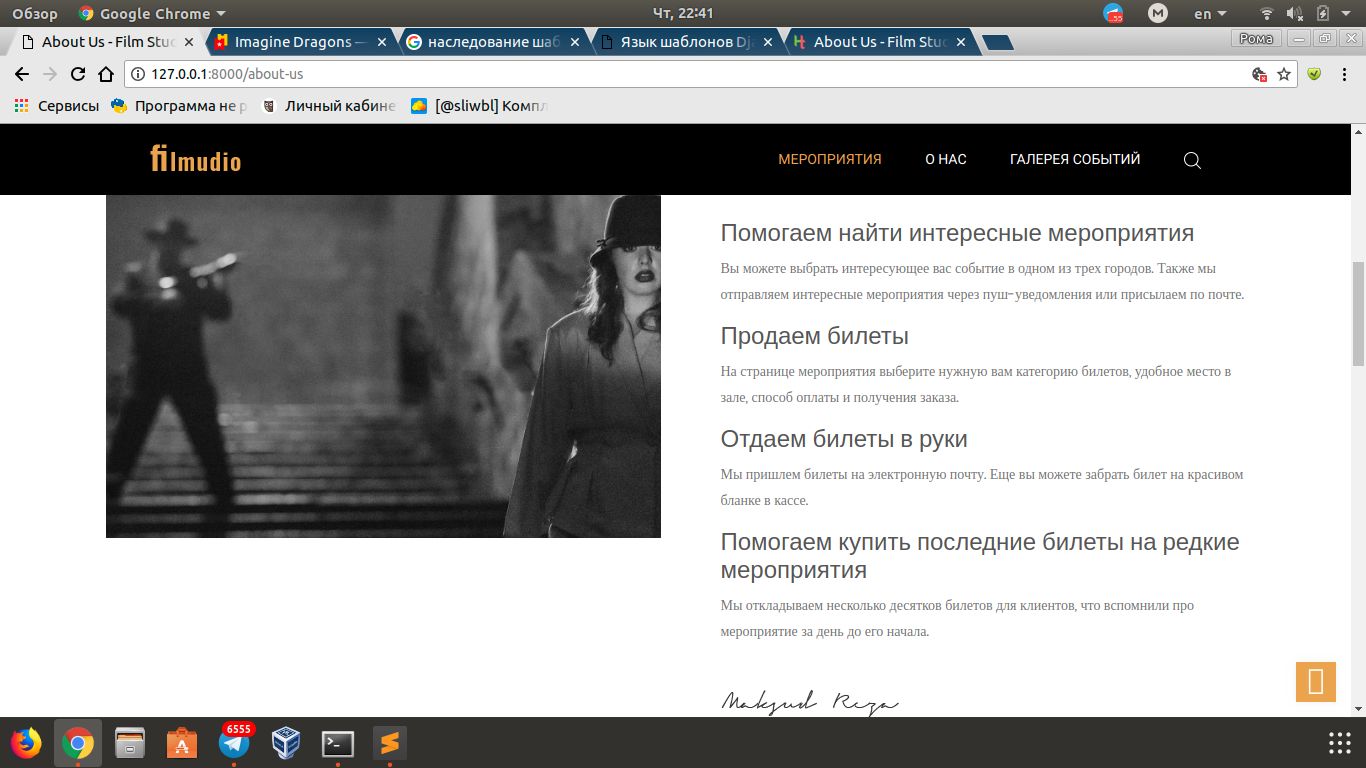 Обзор Google Chrome Чт, 22:41 55 M en
About Us - Film Stud Imagine Dragons — наследование шаб Язык шаблонов Dj About Us - Film Stud Рома
127.0.0.1:8000/about-us
Сервисы Программа не р Личный кабине [@sliwbl] Компл
filmudio МЕРОПРИЯТИЯ О НАС ГАЛЕРЕЯ СОБЫТИЙ
Помогаем найти интересные мероприятия
Вы можете выбрать интересующее вас событие в одном из трех городов. Также мы
отправляем интересные мероприятия через пуш-уведомления или присылаем по почте.
Продаем билеты
На странице мероприятия выберите нужную вам категорию билетов, удобное место в
зале, способ оплаты и получения заказа.
Отдаем билеты в руки
Мы пришлем билеты на электронную почту. Еще вы можете забрать билет на красивом
бланке в кассе.
Помогаем купить последние билеты на редкие
мероприятия
Мы откладываем несколько десятков билетов для клиентов, что вспомнили про
мероприятие за день до его начала.
Maksud Reza
6555